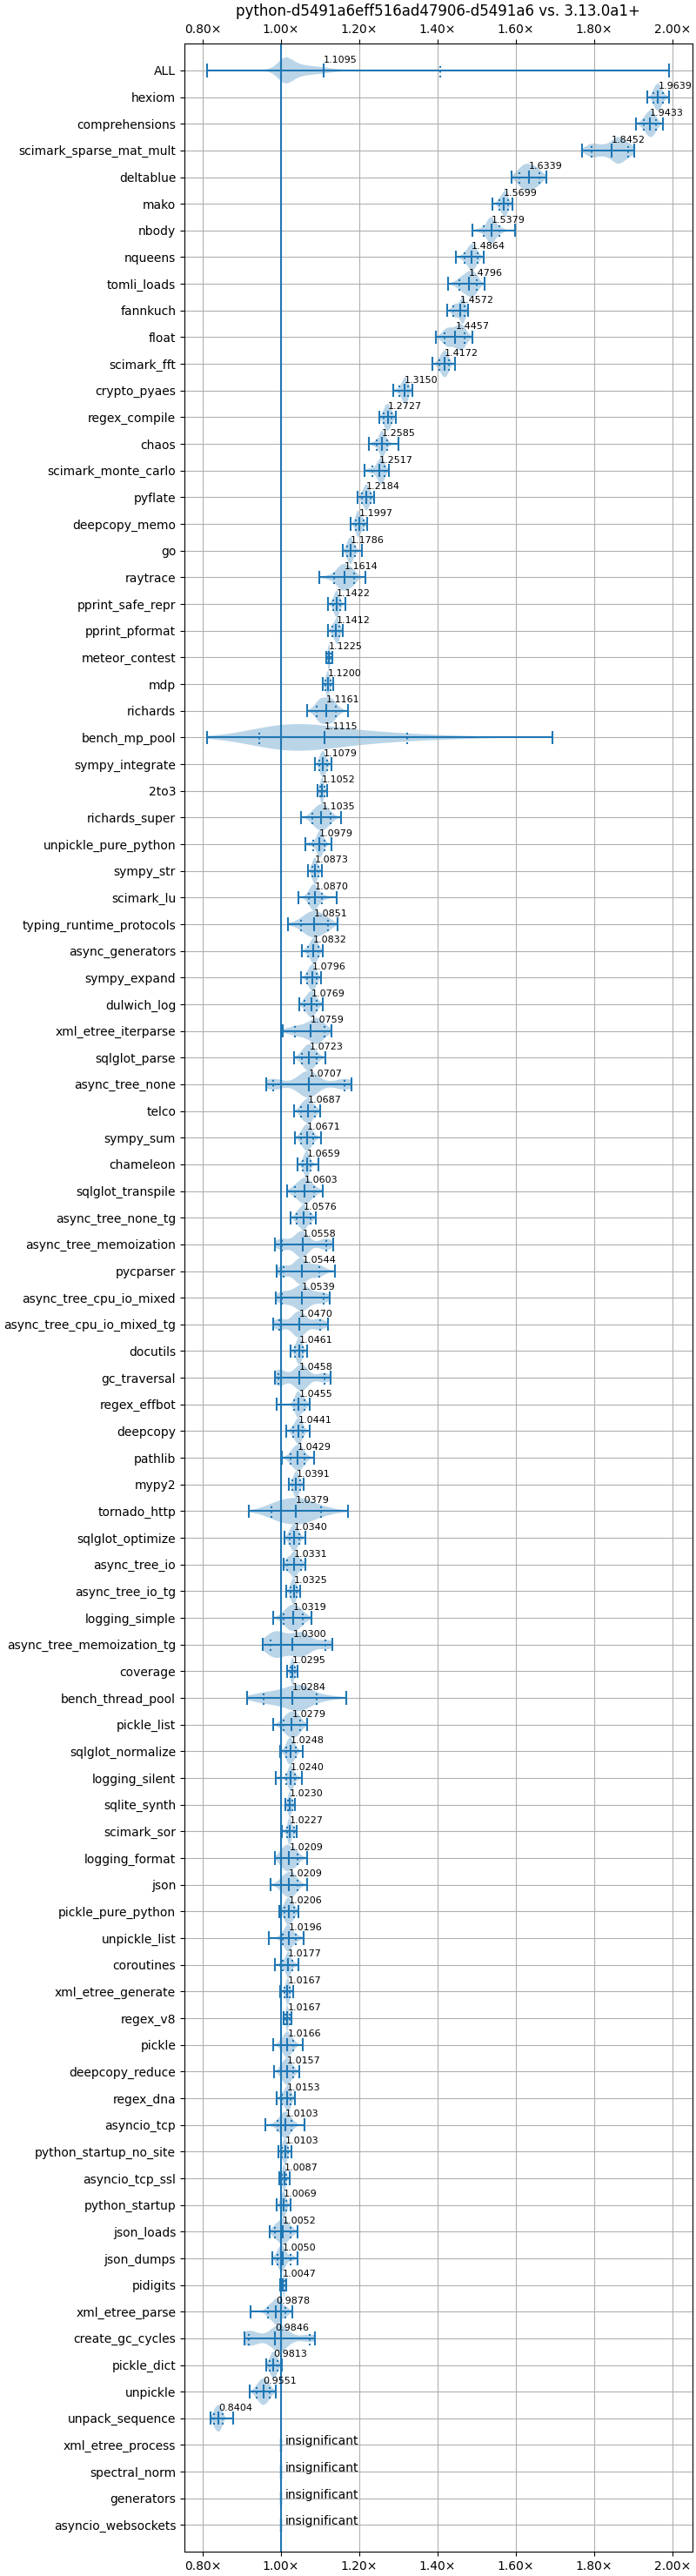 python-d5491a6eff516ad47906-d5491a6 vs. 3.13.0a1+
0.80× 1.00× 1.20× 1.40× 1.60× 1.80× 2.00×
ALL 1.1095
hexiom 1.9639
comprehensions 1.9433
scimark_sparse_mat_mult 1.8452
deltablue 1.6339
mako 1.5699
nbody 1.5379
nqueens 1.4864
tomli_loads 1.4796
fannkuch 1.4572
float 1.4457
scimark_fft 1.4172
crypto_pyaes 1.3150
regex_compile 1.2727
chaos 1.2585
scimark_monte_carlo 1.2517
pyflate 1.2184
deepcopy_memo 1.1997
go 1.1786
raytrace 1.1614
pprint_safe_repr 1.1422
pprint_pformat 1.1412
meteor_contest 1.1225
mdp 1.1200
richards 1.1161
bench_mp_pool 1.1115
sympy_integrate 1.1079
2to3 1.1052
richards_super 1.1035
unpickle_pure_python 1.0979
sympy_str 1.0873
scimark_lu 1.0870
typing_runtime_protocols 1.0851
async_generators 1.0832
sympy_expand 1.0796
dulwich_log 1.0769
xml_etree_iterparse 1.0759
sqlglot_parse 1.0723
async_tree_none 1.0707
telco 1.0687
sympy_sum 1.0671
chameleon 1.0659
sqlglot_transpile 1.0603
async_tree_none_tg 1.0576
async_tree_memoization 1.0558
pycparser 1.0544
async_tree_cpu_io_mixed 1.0539
async_tree_cpu_io_mixed_tg 1.0470
docutils 1.0461
gc_traversal 1.0458
regex_effbot 1.0455
deepcopy 1.0441
pathlib 1.0429
mypy2 1.0391
tornado_http 1.0379
sqlglot_optimize 1.0340
async_tree_io 1.0331
async_tree_io_tg 1.0325
logging_simple 1.0319
async_tree_memoization_tg 1.0300
coverage 1.0295
bench_thread_pool 1.0284
pickle_list 1.0279
sqlglot_normalize 1.0248
logging_silent 1.0240
sqlite_synth 1.0230
scimark_sor 1.0227
logging_format 1.0209
json 1.0209
pickle_pure_python 1.0206
unpickle_list 1.0196
coroutines 1.0177
xml_etree_generate 1.0167
regex_v8 1.0167
pickle 1.0166
deepcopy_reduce 1.0157
regex_dna 1.0153
asyncio_tcp 1.0103
python_startup_no_site 1.0103
asyncio_tcp_ssl 1.0087
python_startup 1.0069
json_loads 1.0052
json_dumps 1.0050
pidigits 1.0047
xml_etree_parse 0.9878
create_gc_cycles 0.9846
pickle_dict 0.9813
unpickle 0.9551
unpack_sequence 0.8404
xml_etree_process insignificant
spectral_norm insignificant
generators insignificant
asyncio_websockets insignificant
0.80× 1.00× 1.20× 1.40× 1.60× 1.80× 2.00×